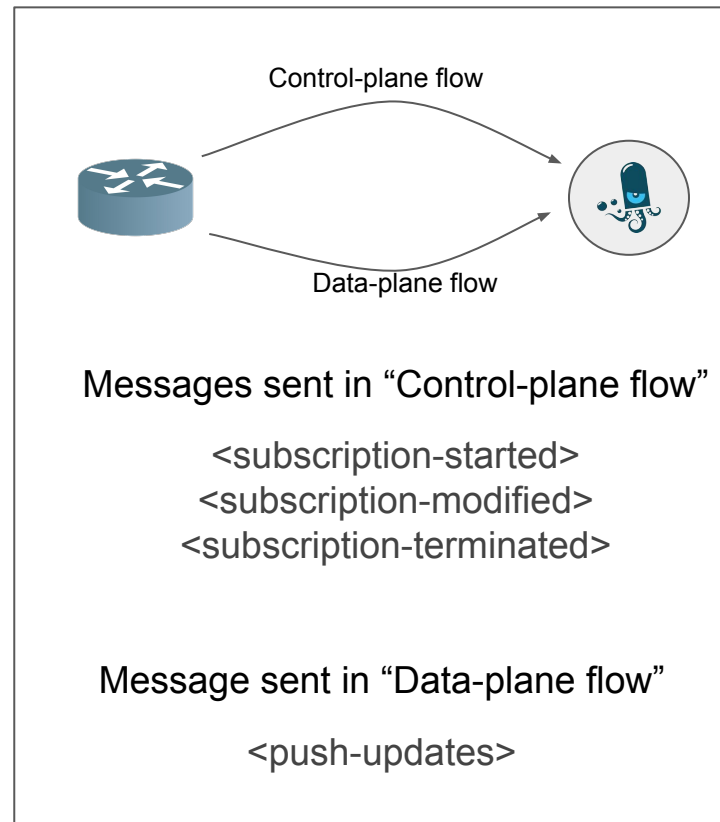 Control-plane flow
Data-plane flow
Messages sent in “Control-plane flow”
<subscription-started>
<subscription-modified>
<subscription-terminated>
Message sent in “Data-plane flow”
<push-updates>